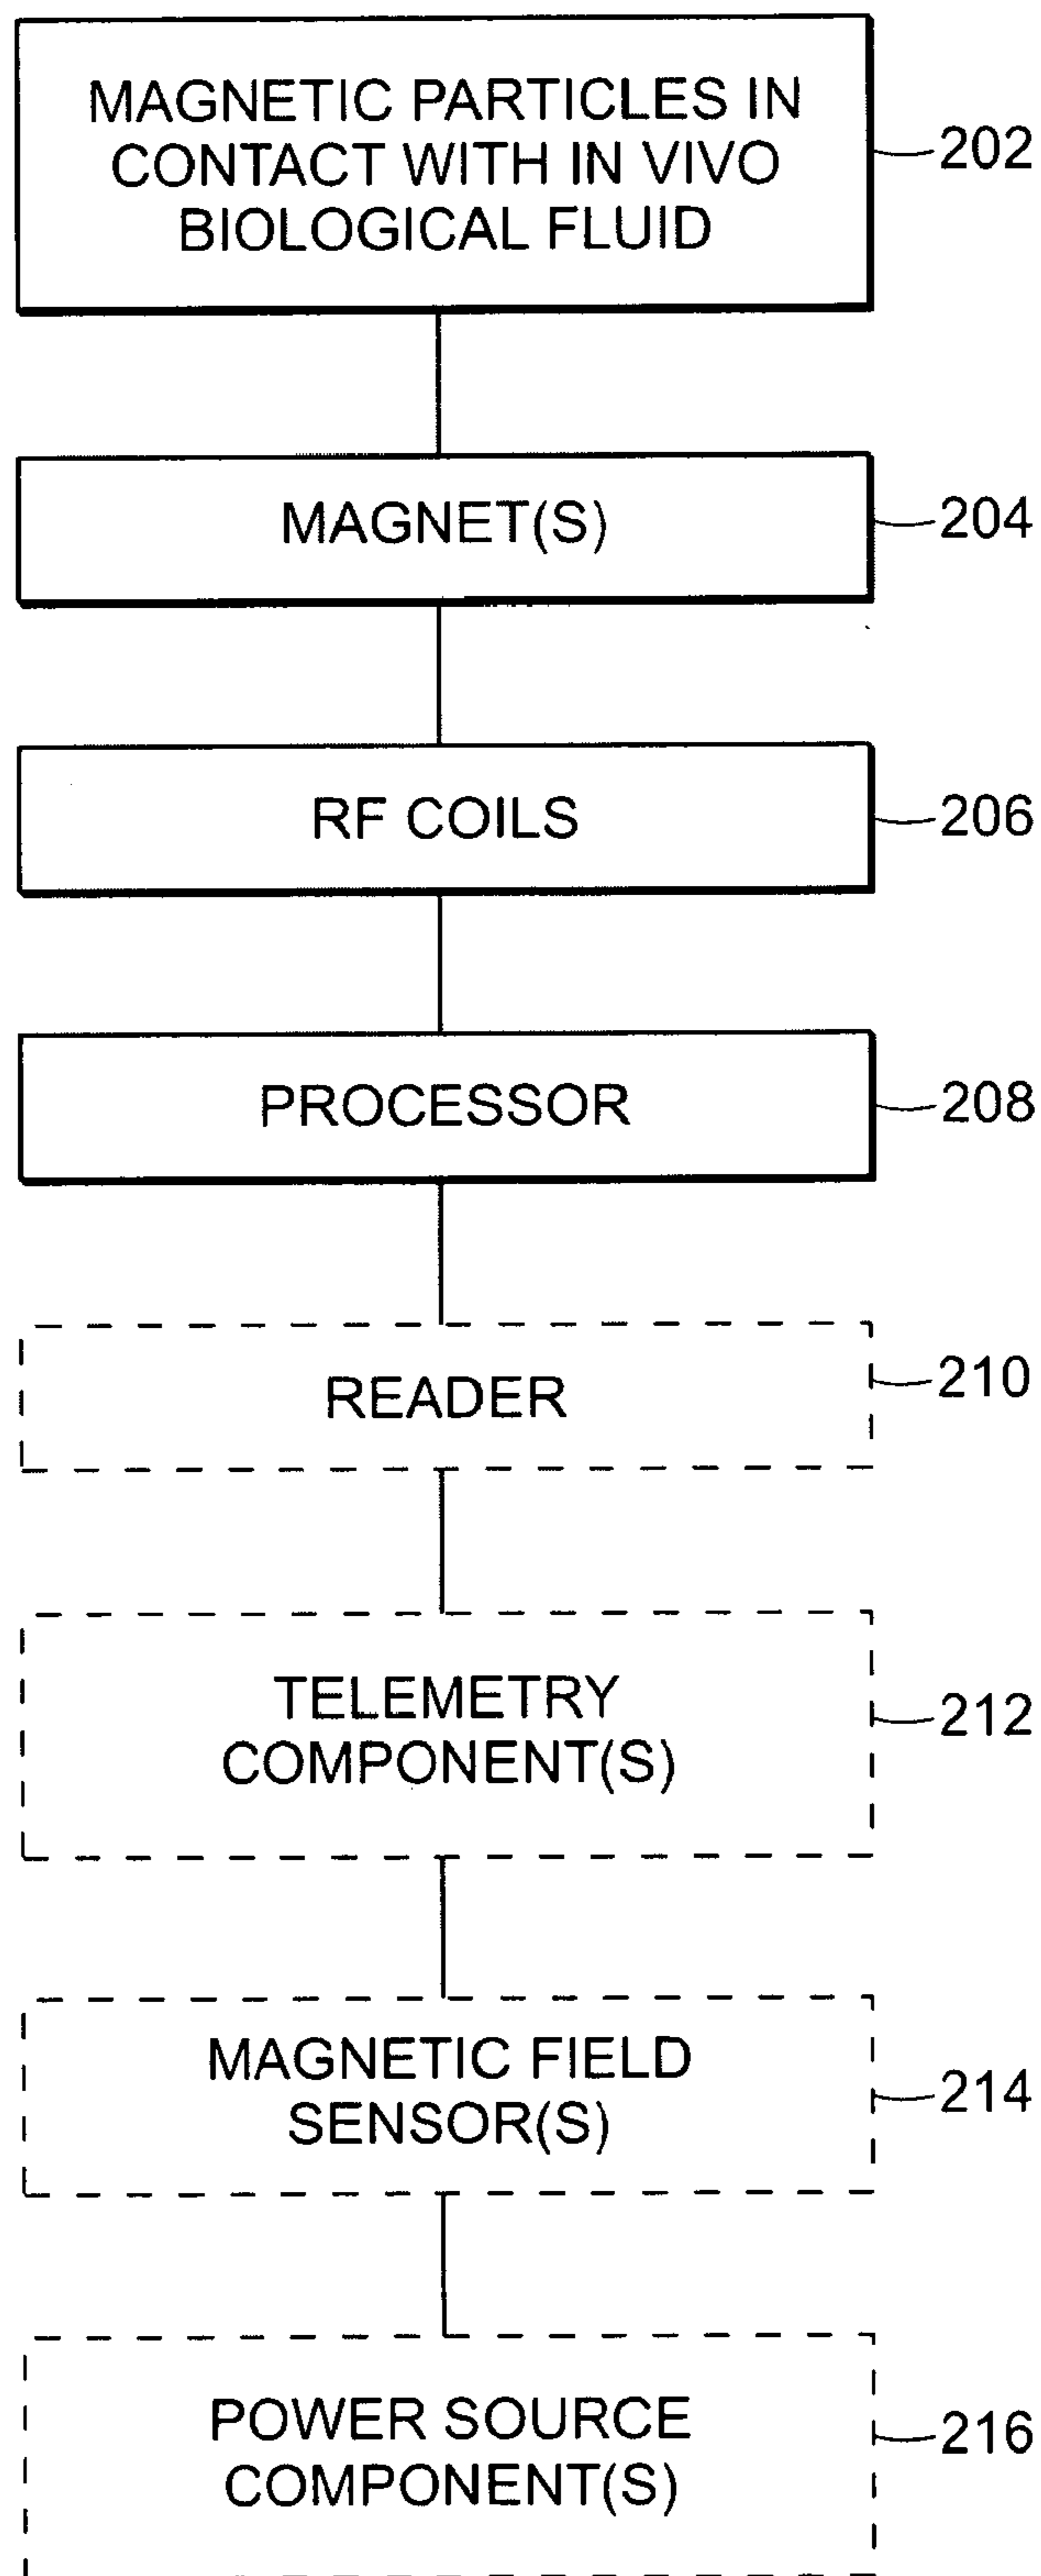 MAGNETIC PARTICLES IN
CONTACT WITH IN VIVO
BIOLOGICAL FLUID
202
MAGNET(S)
204
RF COILS
206
PROCESSOR
208
READER
210
TELEMETRY
COMPONENT(S)
212
MAGNETIC FIELD
SENSOR(S)
214
POWER SOURCE
COMPONENT(S)
216